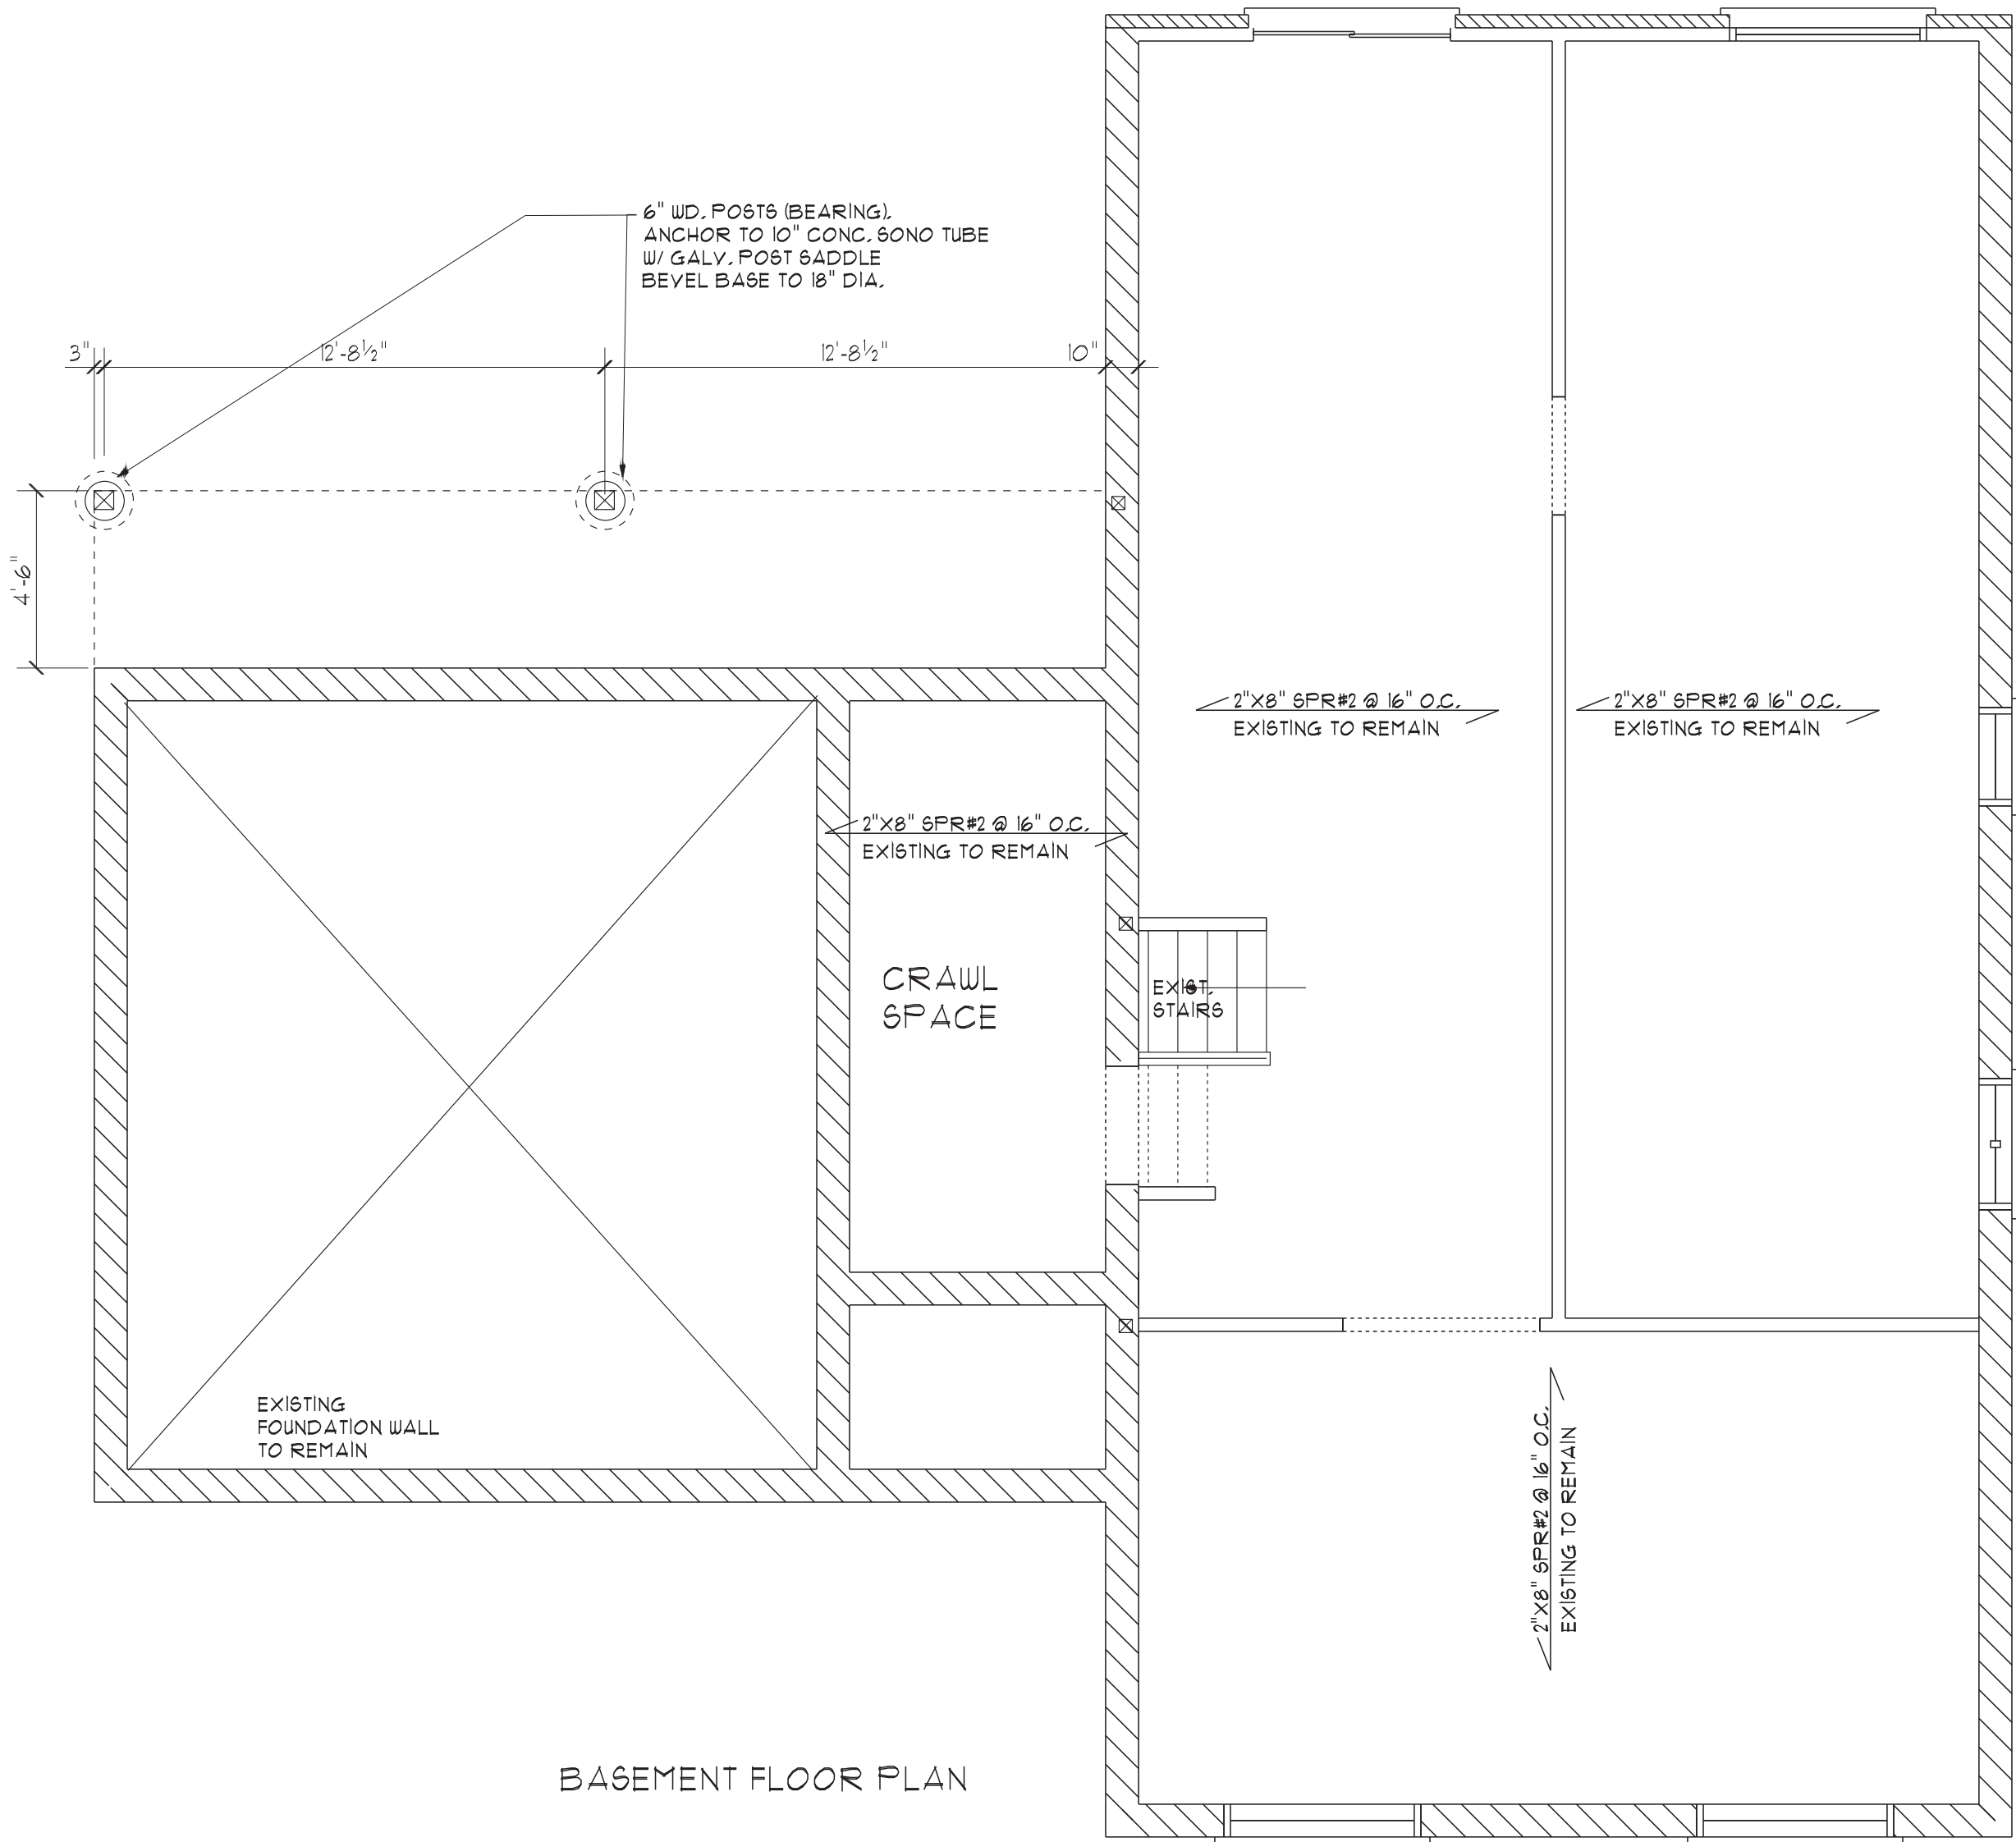 6" WD. POSTS (BEARING),
ANCHOR TO 10" CONC. SONO TUBE
W/ GALV. POST SADDLE
BEVEL BASE TO 18" DIA.
3"
12'-8½"
12'-8½"
10"
4'-6"
2"X8" SPR#2 @ 16" O.C.
EXISTING TO REMAIN
2"X8" SPR#2 @ 16" O.C.
EXISTING TO REMAIN
2"X8" SPR#2 @ 16" O.C.
EXISTING TO REMAIN
CRAWL
SPACE
EXIST.
STAIRS
EXISTING
FOUNDATION WALL
TO REMAIN
2"X8" SPR#2 @ 16" O.C.
EXISTING TO REMAIN
BASEMENT FLOOR PLAN